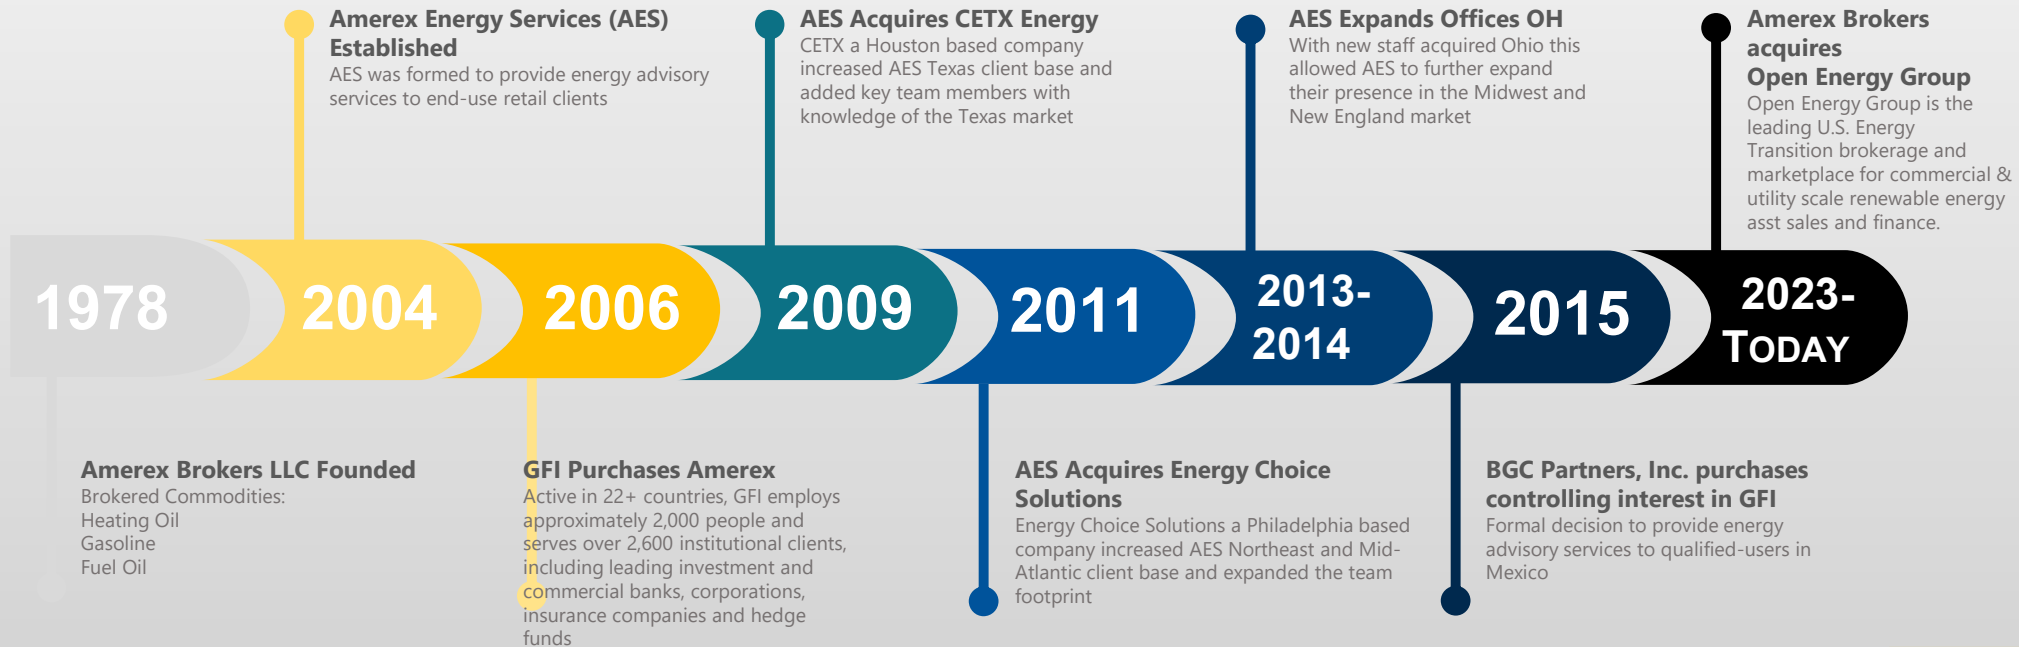 Amerex Energy Services (AES)
Established
AES was formed to provide energy advisory
services to end-use retail clients
AES Acquires CETX Energy
CETX a Houston based company
increased AES Texas client base and
added key team members with
knowledge of the Texas market
AES Expands Offices OH
With new staff acquired Ohio this
allowed AES to further expand
their presence in the Midwest and
New England market
Amerex Brokers
acquires
Open Energy Group
Open Energy Group is the
leading U.S. Energy
Transition brokerage and
marketplace for commercial &
utility scale renewable energy
asst sales and finance.
1978
2004
2006
2009
2011
2013-
2014
2015
2023-
TODAY
Amerex Brokers LLC Founded
Brokered Commodities:
Heating Oil
Gasoline
Fuel Oil
GFI Purchases Amerex
Active in 22+ countries, GFI employs
approximately 2,000 people and
serves over 2,600 institutional clients,
including leading investment and
commercial banks, corporations,
insurance companies and hedge
funds
AES Acquires Energy Choice
Solutions
Energy Choice Solutions a Philadelphia based
company increased AES Northeast and Mid-
Atlantic client base and expanded the team
footprint
BGC Partners, Inc. purchases
controlling interest in GFI
Formal decision to provide energy
advisory services to qualified-users in
Mexico